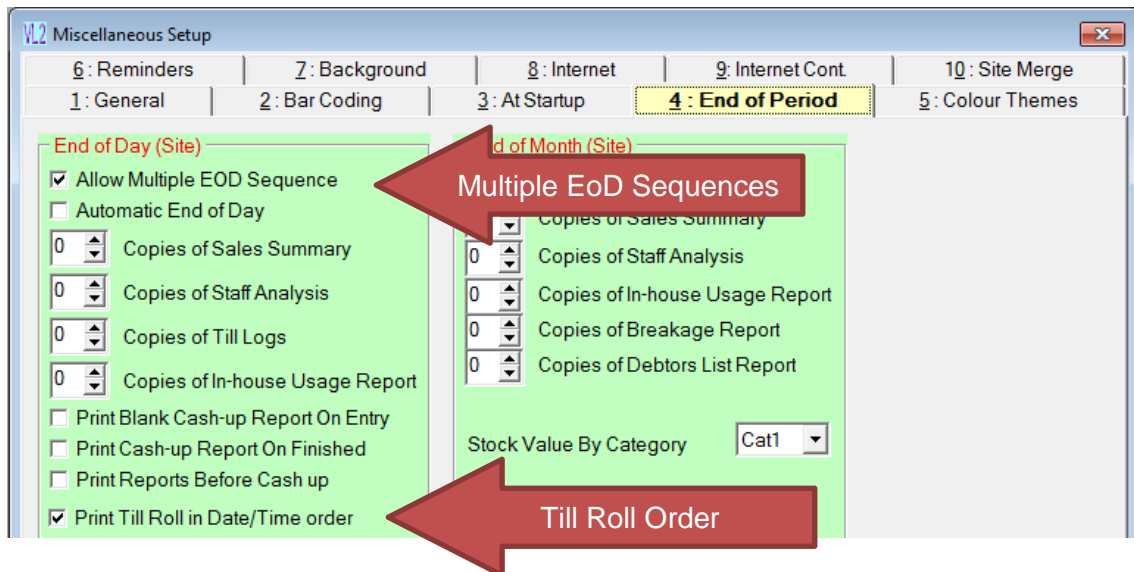 VL2 Miscellaneous Setup
6 : Reminders 7 : Background 8 : Internet 9: Internet Cont. 10 : Site Merge
1 : General 2 : Bar Coding 3 : At Startup 4 : End of Period 5 : Colour Themes
End of Day (Site)
Allow Multiple EOD Sequence
Automatic End of Day
0 Copies of Sales Summary
0 Copies of Staff Analysis
0 Copies of Till Logs
0 Copies of In-house Usage Report
Print Blank Cash-up Report On Entry
Print Cash-up Report On Finished
Print Reports Before Cash up
Print Till Roll in Date/Time order
of Month (Site)
Multiple EoD Sequences
Copies of Sales Summary
0 Copies of Staff Analysis
0 Copies of In-house Usage Report
0 Copies of Breakage Report
0 Copies of Debtors List Report
Stock Value By Category Cat1
Till Roll Order